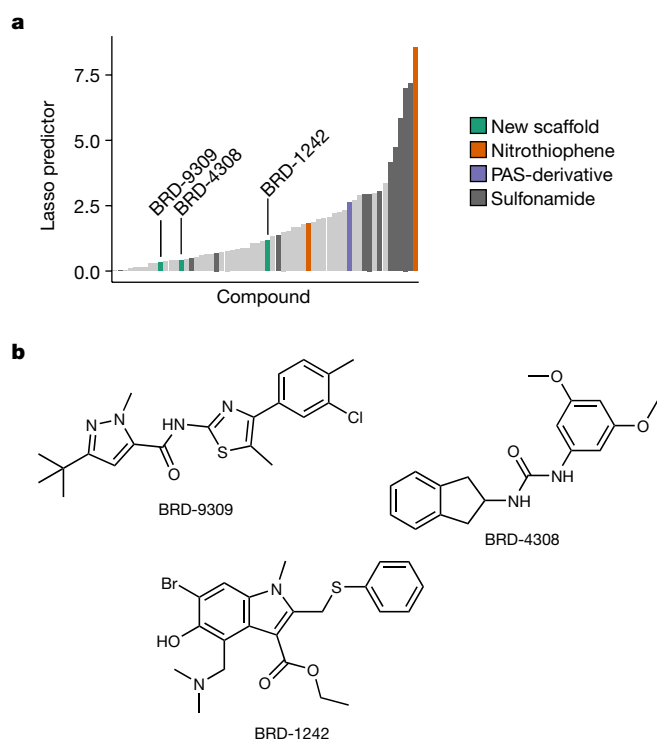 a
Lasso predictor
7.5
5.0
2.5
0.0
BRD-9309
BRD-4308
BRD-1242
Compound
New scaffold
Nitrothiophene
PAS-derivative
Sulfonamide
b
N
N
HN
O
N
S
Cl
BRD-9309
O
O
O
NH
NH
BRD-4308
Br
N
S
HO
N
O
O
BRD-1242